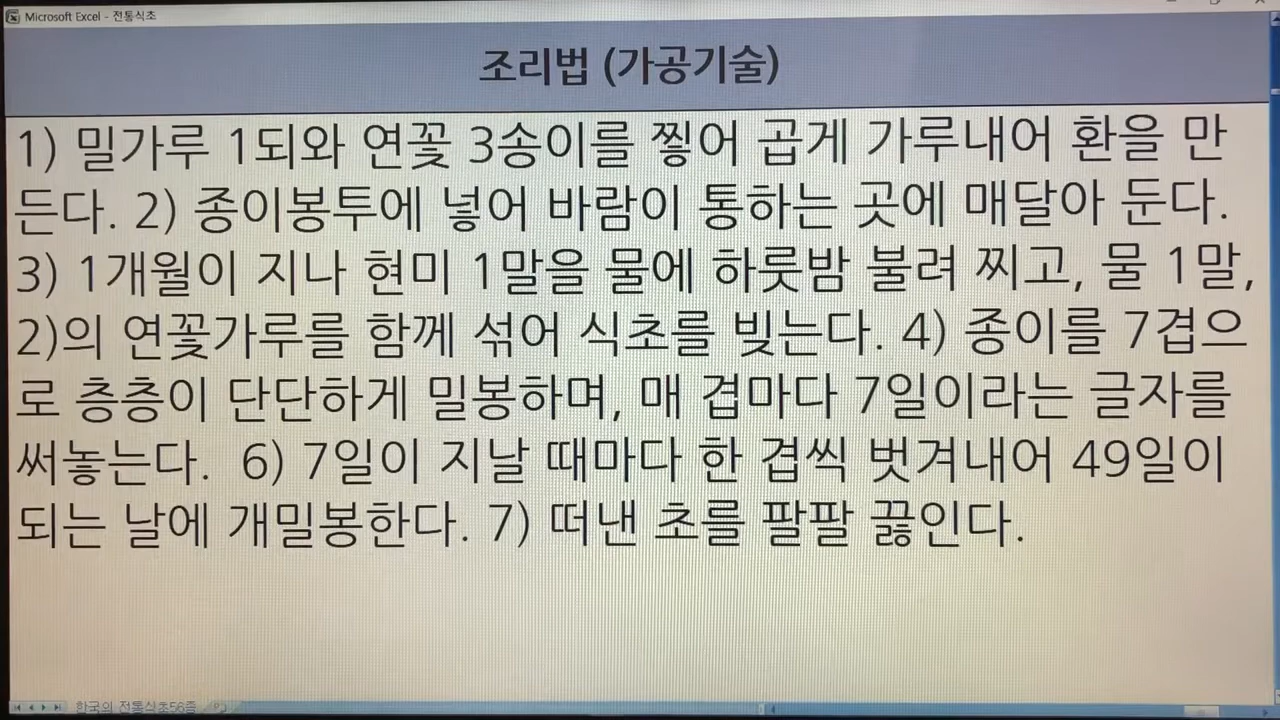 Microsoft Excel - 전통식초
조리법 (가공기술)
1) 밀가루 1되와 연꽃 3송이를 찧어 곱게 가루내어 환을 만
든다. 2) 종이봉투에 넣어 바람이 통하는 곳에 매달아 둔다.
3) 1개월이 지나 현미 1말을 물에 하룻밤 불려 찌고, 물 1말,
2)의 연꽃가루를 함께 섞어 식초를 빚는다. 4) 종이를 7겹으
로 층층이 단단하게 밀봉하며, 매 겹마다 7일이라는 글자를
써놓는다. 6) 7일이 지날 때마다 한 겹씩 벗겨내어 49일이
되는 날에 개밀봉한다. 7) 떠낸 초를 팔팔 끓인다.
한국의 전통식초56종